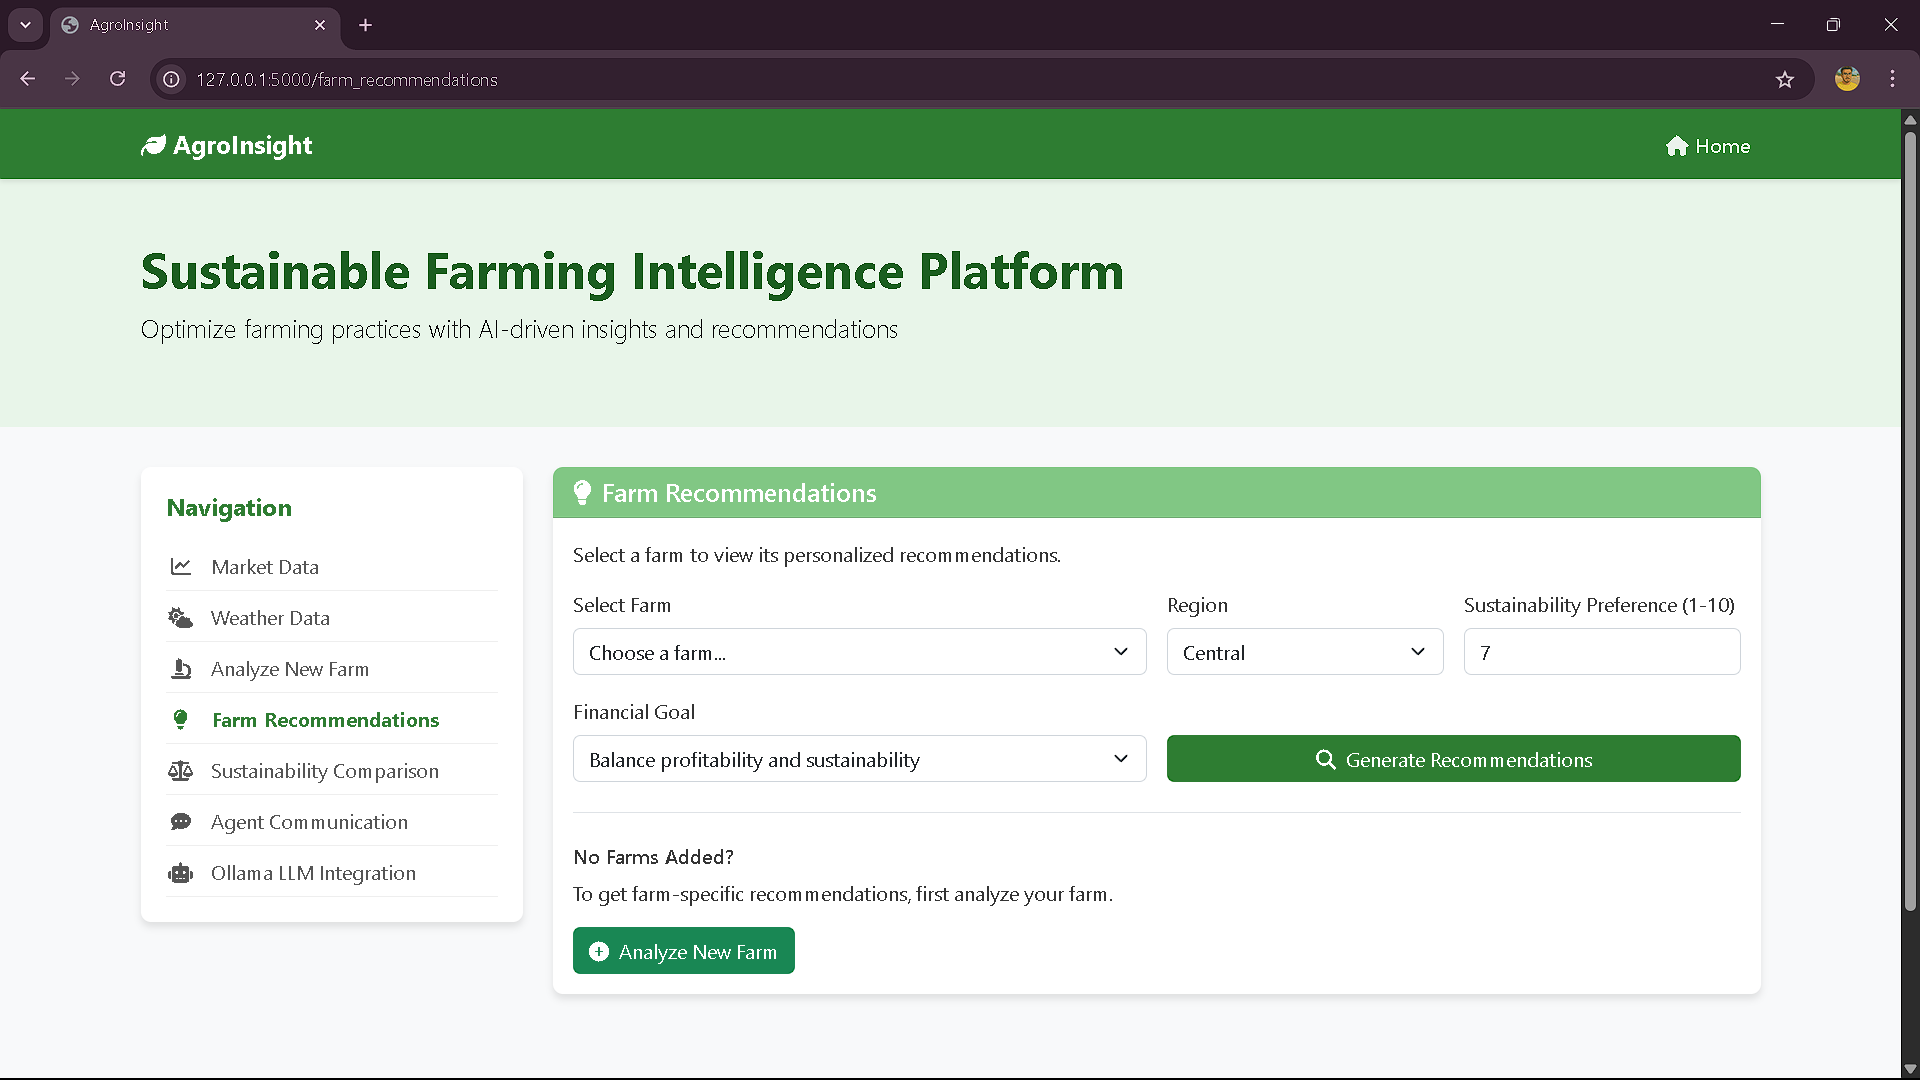 AgroInsight
127.0.0.1:5000/farm_recommendations
AgroInsight
Home
Sustainable Farming Intelligence Platform
Optimize farming practices with AI-driven insights and recommendations
Navigation
Market Data
Weather Data
Analyze New Farm
Farm Recommendations
Sustainability Comparison
Agent Communication
Ollama LLM Integration
Farm Recommendations
Select a farm to view its personalized recommendations.
Select Farm
Region
Sustainability Preference (1-10)
Choose a farm...
Central
7
Financial Goal
Balance profitability and sustainability
Generate Recommendations
No Farms Added?
To get farm-specific recommendations, first analyze your farm.
Analyze New Farm